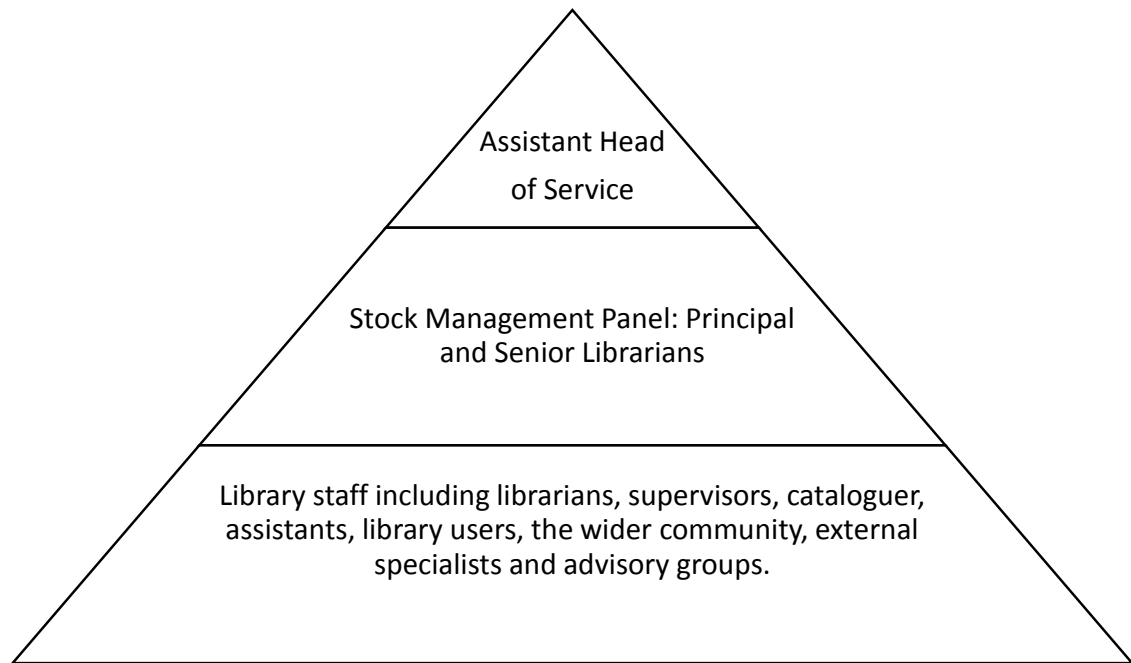 Assistant Head
of Service
Stock Management Panel: Principal
and Senior Librarians
Library staff including librarians, supervisors, cataloguer,
assistants, library users, the wider community, external
specialists and advisory groups.